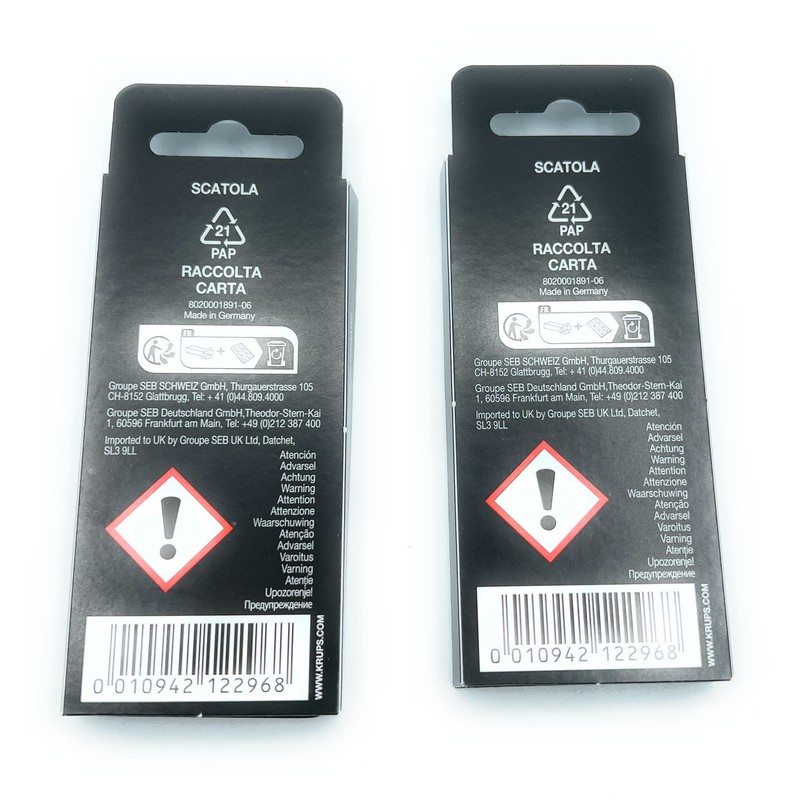 SCATOLA
21
PAP
RACCOLTA
CARTA
8020001891-06
Made in Germany
FR
+
Groupe SEB SCHWEIZ GmbH, Thurgauerstrasse 105
CH-8152 Glattbrugg, Tel: + 41 (0)44.809.4000
Groupe SEB Deutschland GmbH,Theodor-Stern-Kai
1, 60596 Frankfurt am Main, Tel: +49 (0)212 387 400
Imported to UK by Groupe SEB UK Ltd, Datchet,
SL3 9LL
Atención
Advarsel
Achtung
Warning
Attention
Attenzione
Waarschuwing
Atenção
Advarsel
Varoitus
Varning
Atenție
Upozorenje!
Предупреждение
!
0 010942 122968
WWW.KRUPS.COM
SCATOLA
21
PAP
RACCOLTA
CARTA
8020001891-06
Made in Germany
FR
+
Groupe SEB SCHWEIZ GmbH, Thurgauerstrasse 105
CH-8152 Glattbrugg, Tel: + 41 (0)44.809.4000
Groupe SEB Deutschland GmbH,Theodor-Stern-Kai
1, 60596 Frankfurt am Main, Tel: +49 (0)212 387 400
Imported to UK by Groupe SEB UK Ltd, Datchet,
SL3 9LL
Atención
Advarsel
Achtung
Warning
Attention
Attenzione
Waarschuwing
Atenção
Advarsel
Varoitus
Varning
Atenție
Upozorenje!
Предупреждение
!
0 010942 122968
WWW.KRUPS.COM